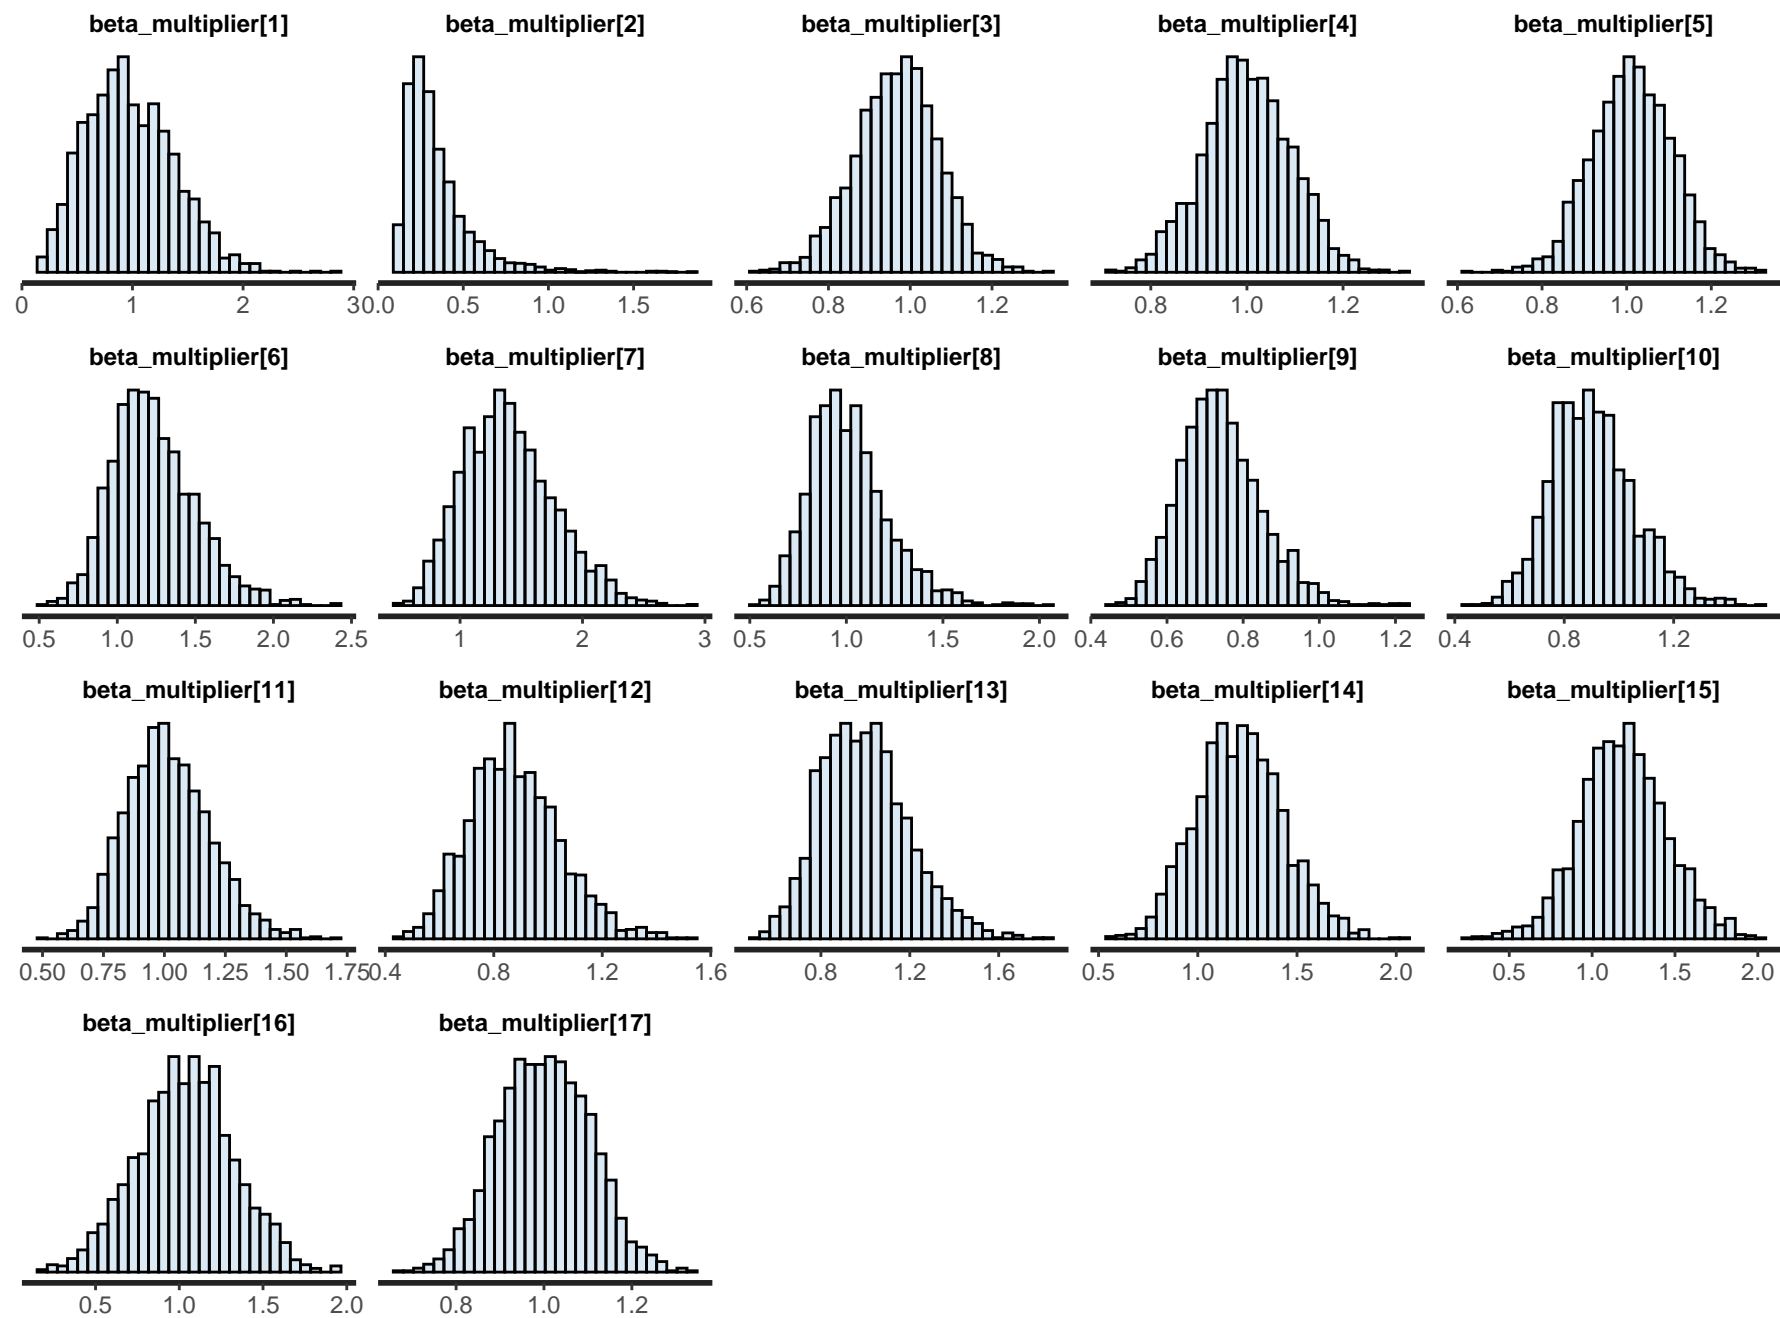 beta_multiplier[1] beta_multiplier[2] beta_multiplier[3] beta_multiplier[4] beta_multiplier[5]
0 1 2 3 0.0 0.5 1.0 1.5 0.6 0.8 1.0 1.2 0.8 1.0 1.2 0.6 0.8 1.0 1.2
beta_multiplier[6] beta_multiplier[7] beta_multiplier[8] beta_multiplier[9] beta_multiplier[10]
0.5 1.0 1.5 2.0 2.5 1 2 3 0.5 1.0 1.5 2.0 0.4 0.6 0.8 1.0 1.2 0.4 0.8 1.2
beta_multiplier[11] beta_multiplier[12] beta_multiplier[13] beta_multiplier[14] beta_multiplier[15]
0.50 0.75 1.00 1.25 1.50 1.75 0.4 0.8 1.2 1.6 0.8 1.2 1.6 0.5 1.0 1.5 2.0 0.5 1.0 1.5 2.0
beta_multiplier[16] beta_multiplier[17]
0.5 1.0 1.5 2.0 0.8 1.0 1.2